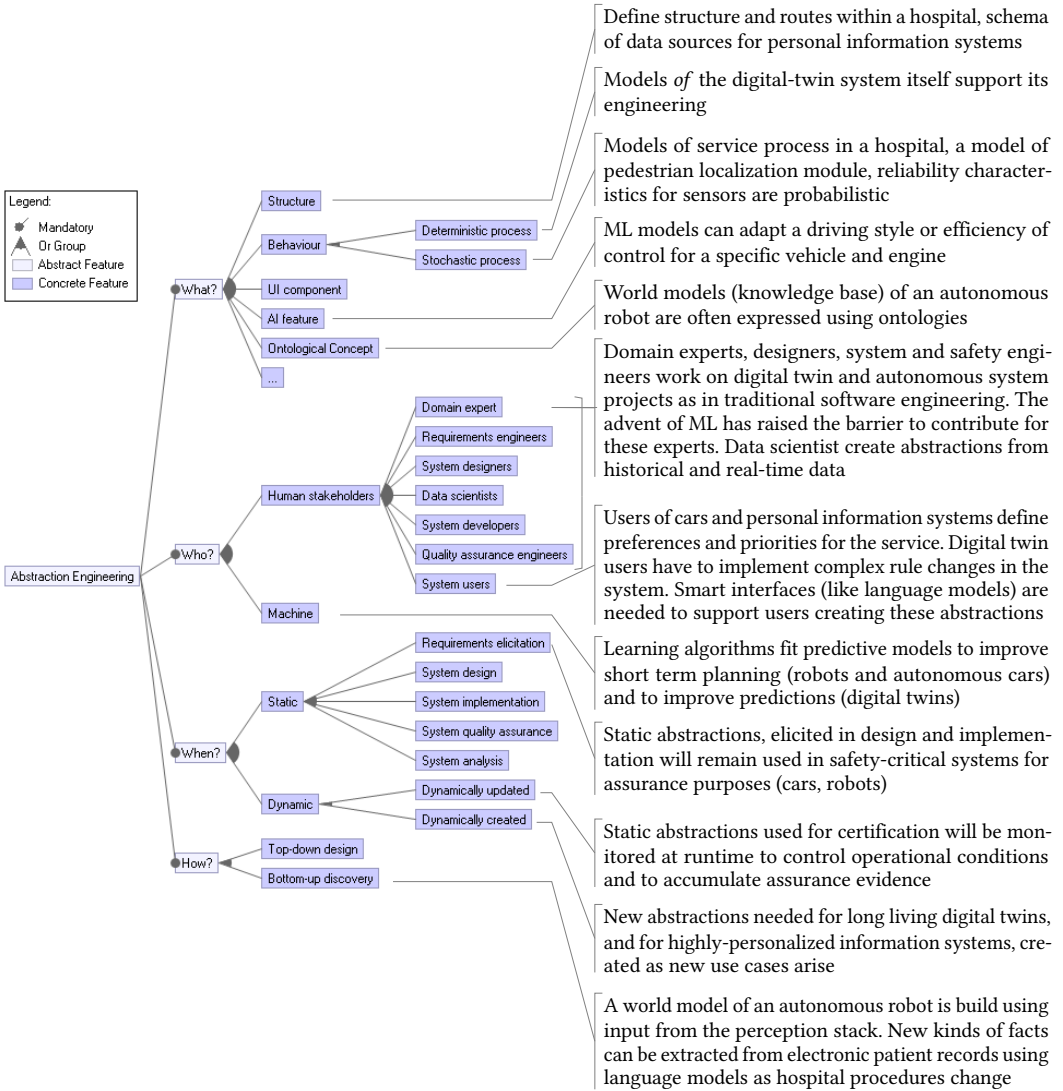 Legend:
Mandatory
Or Group
Abstract Feature
Concrete Feature
Abstraction Engineering
What?
Structure
Behaviour
Deterministic process
Stochastic process
UI component
AI feature
Ontological Concept
...
Who?
Human stakeholders
Domain expert
Requirements engineers
System designers
Data scientists
System developers
Quality assurance engineers
System users
Machine
When?
Static
Requirements elicitation
System design
System implementation
System quality assurance
System analysis
Dynamic
Dynamically updated
Dynamically created
How?
Top-down design
Bottom-up discovery
Define structure and routes within a hospital, schema
of data sources for personal information systems
Models of the digital-twin system itself support its
engineering
Models of service process in a hospital, a model of
pedestrian localization module, reliability character-
istics for sensors are probabilistic
ML models can adapt a driving style or efficiency of
control for a specific vehicle and engine
World models (knowledge base) of an autonomous
robot are often expressed using ontologies
Domain experts, designers, system and safety engi-
neers work on digital twin and autonomous system
projects as in traditional software engineering. The
advent of ML has raised the barrier to contribute for
these experts. Data scientist create abstractions from
historical and real-time data
Users of cars and personal information systems define
preferences and priorities for the service. Digital twin
users have to implement complex rule changes in the
system. Smart interfaces (like language models) are
needed to support users creating these abstractions
Learning algorithms fit predictive models to improve
short term planning (robots and autonomous cars)
and to improve predictions (digital twins)
Static abstractions, elicited in design and implemen-
tation will remain used in safety-critical systems for
assurance purposes (cars, robots)
Static abstractions used for certification will be mon-
itored at runtime to control operational conditions
and to accumulate assurance evidence
New abstractions needed for long living digital twins,
and for highly-personalized information systems, cre-
ated as new use cases arise
A world model of an autonomous robot is build using
input from the perception stack. New kinds of facts
can be extracted from electronic patient records using
language models as hospital procedures change